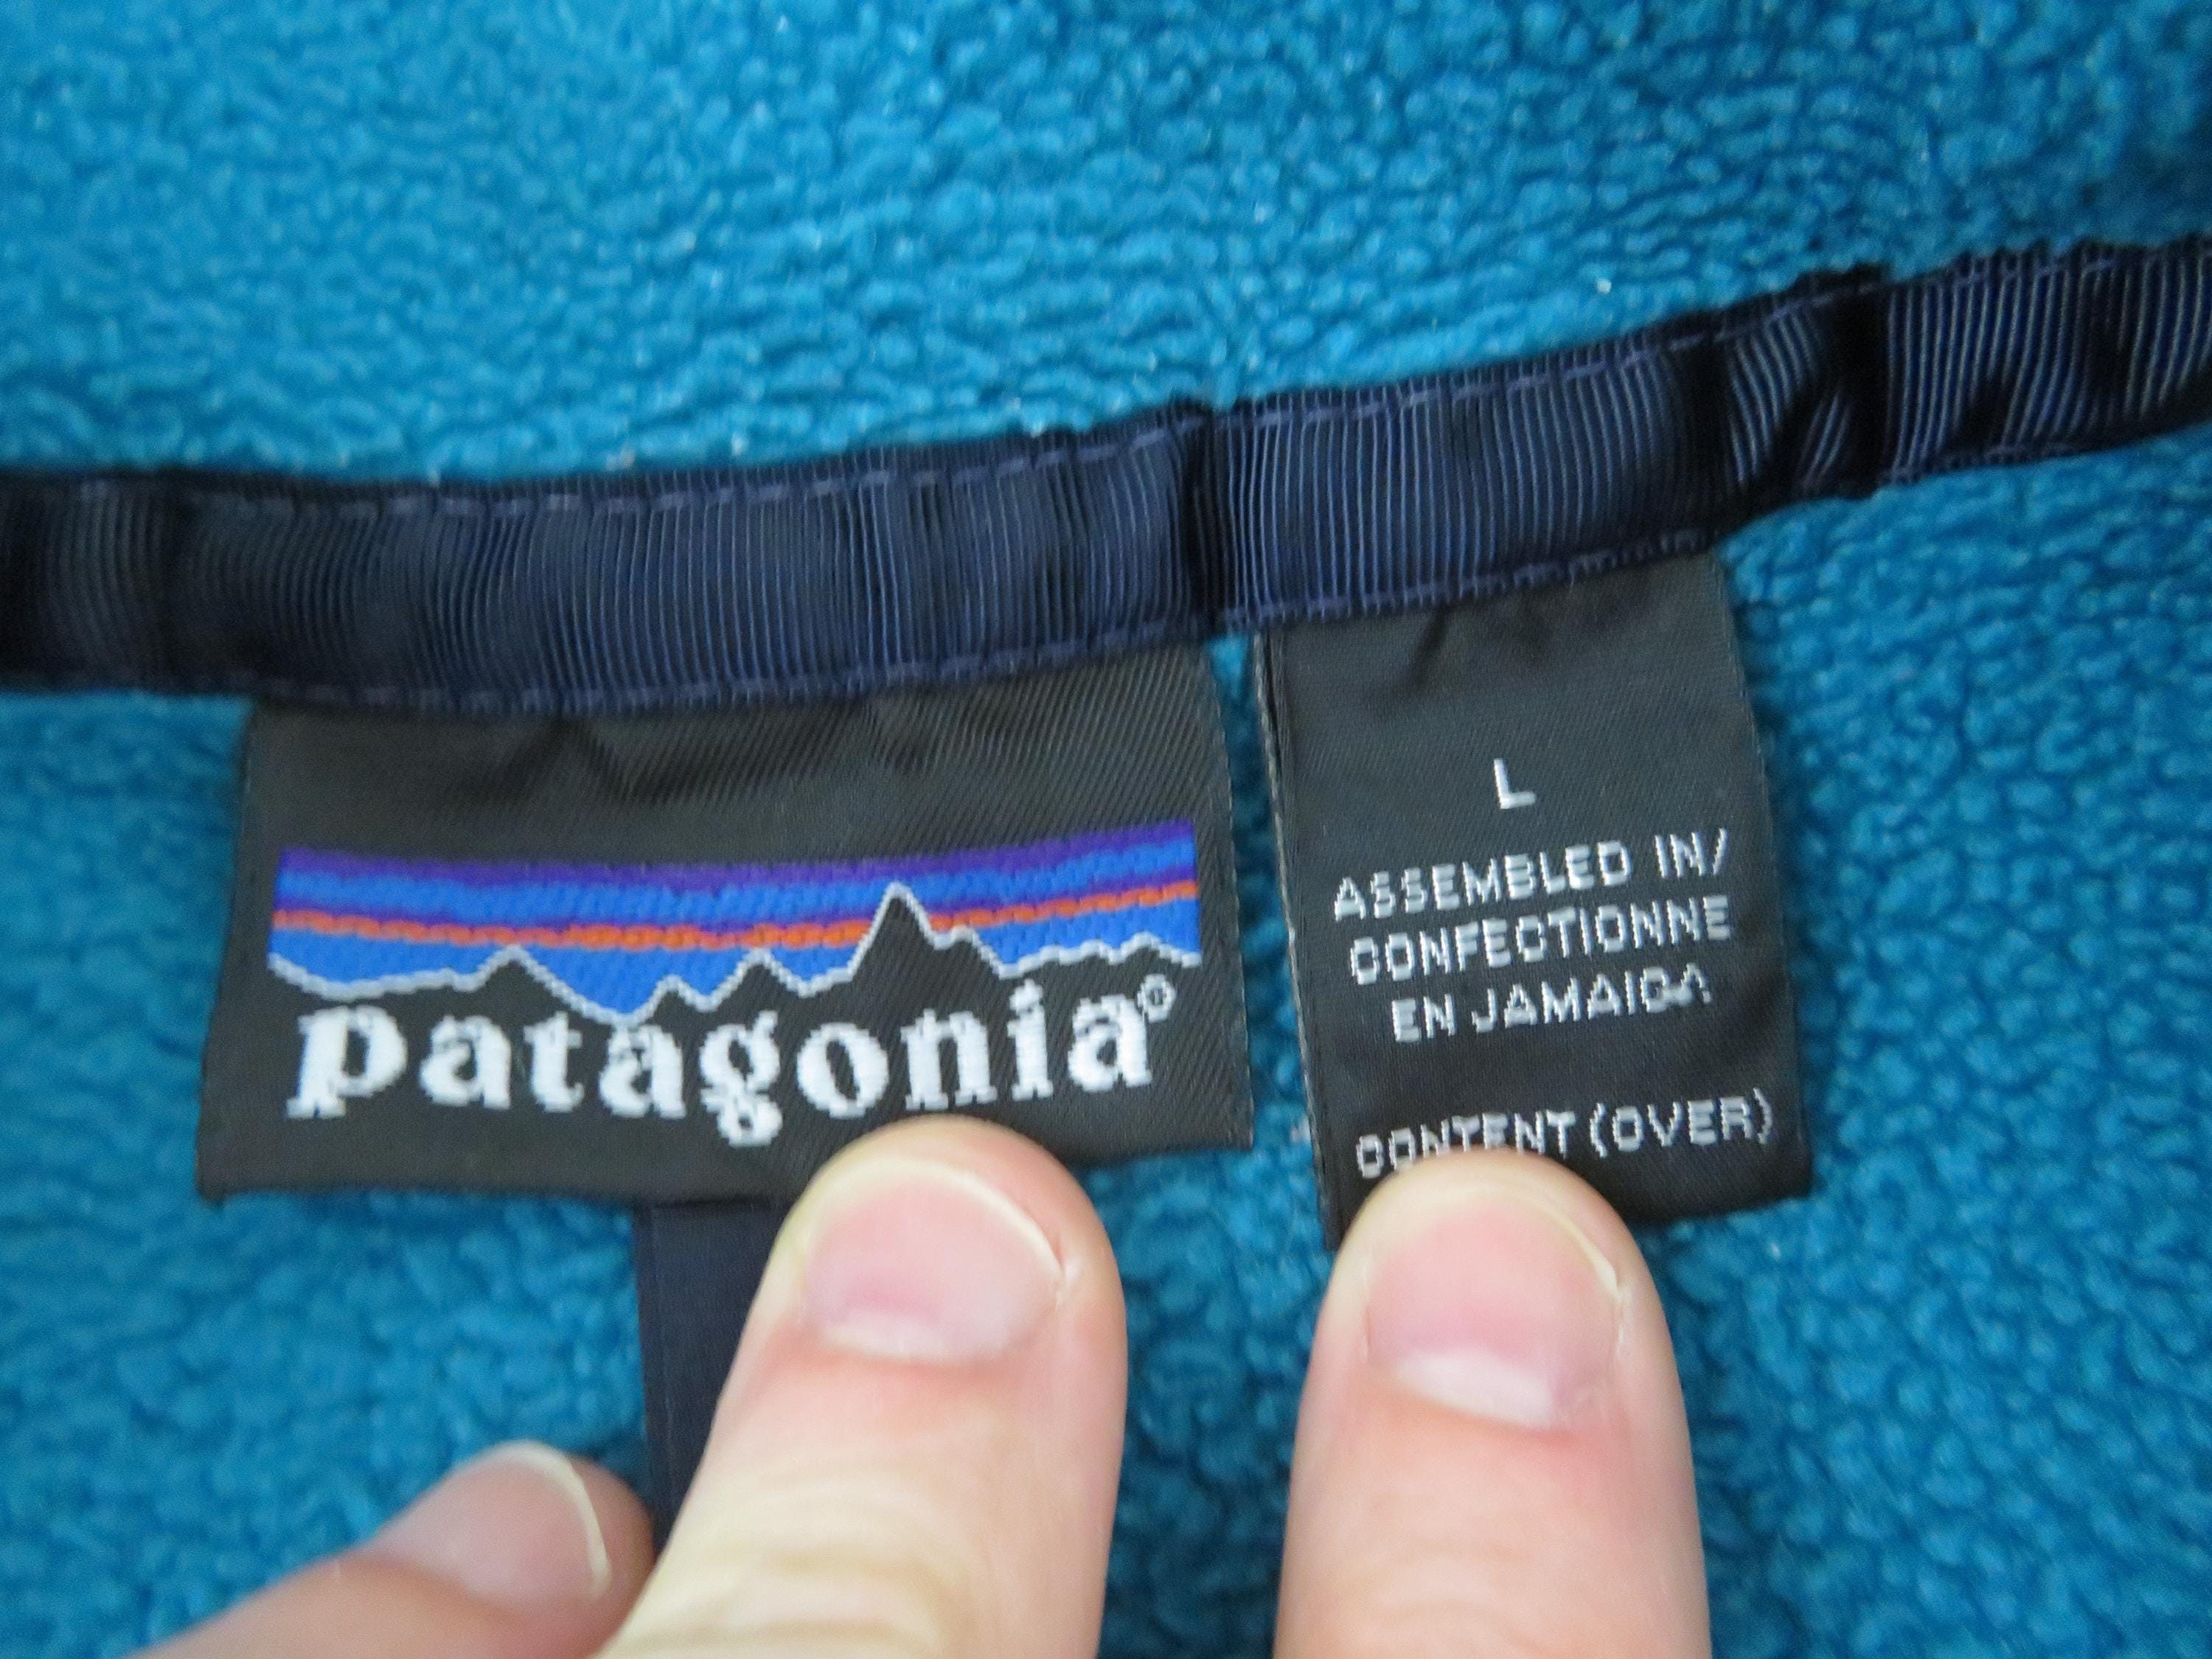 patagonia®
L
ASSEMBLED IN/
CONFECTIONNE
EN JAMAICA
CONTENT (OVER)